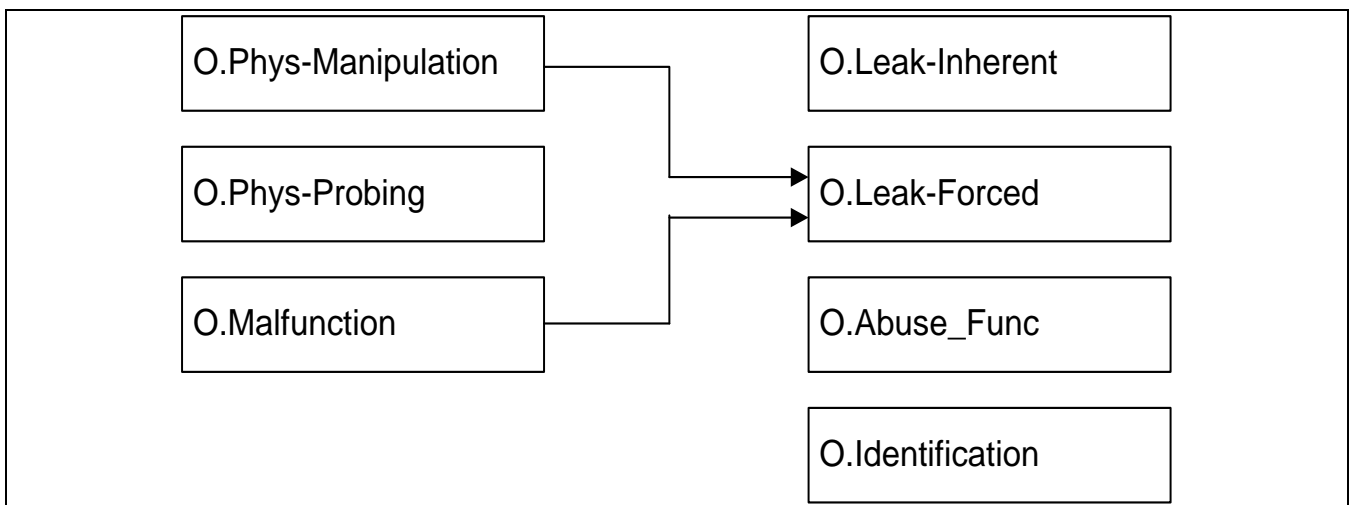 O.Phys-Manipulation
O.Leak-Inherent
O.Phys-Probing
O.Leak-Forced
O.Malfunction
O.Abuse_Func
O.Identification